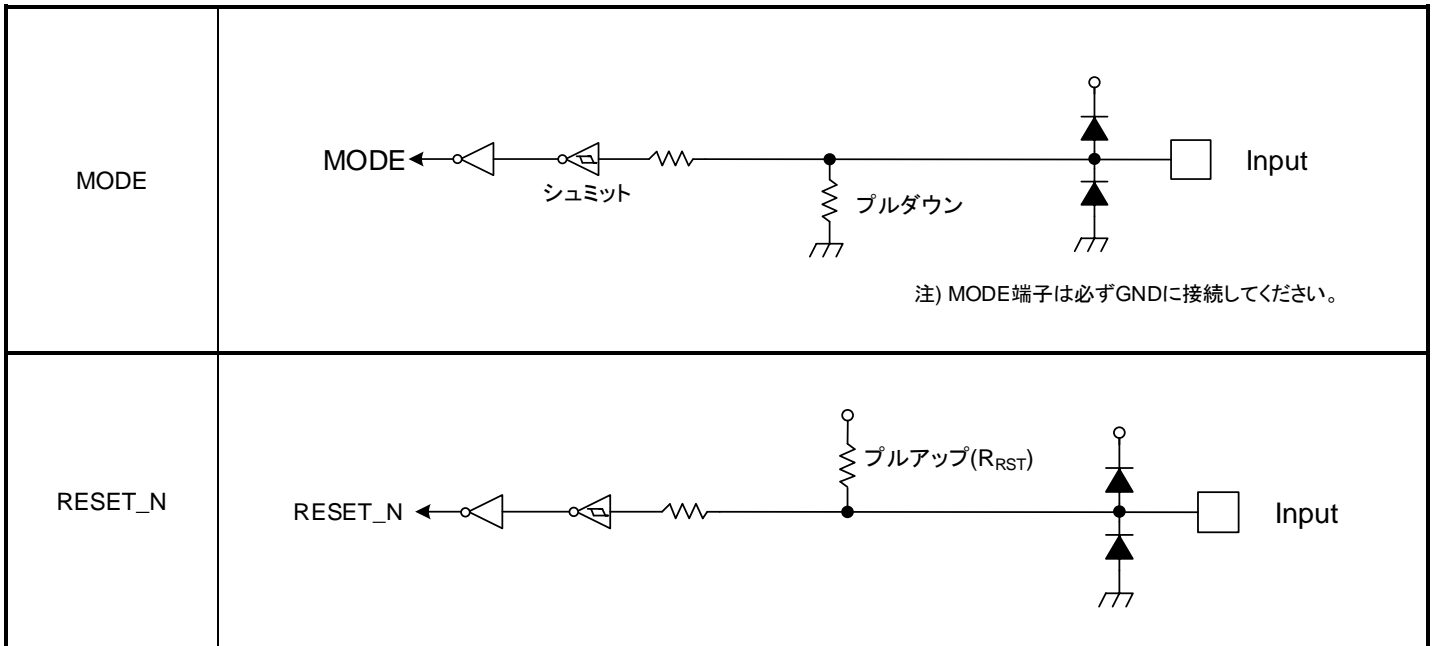 MODE
MODE
シュミット
プルダウン
Input
注) MODE端子は必ずGNDに接続してください。
RESET_N
RESET_N
プルアップ(RRST)
Input